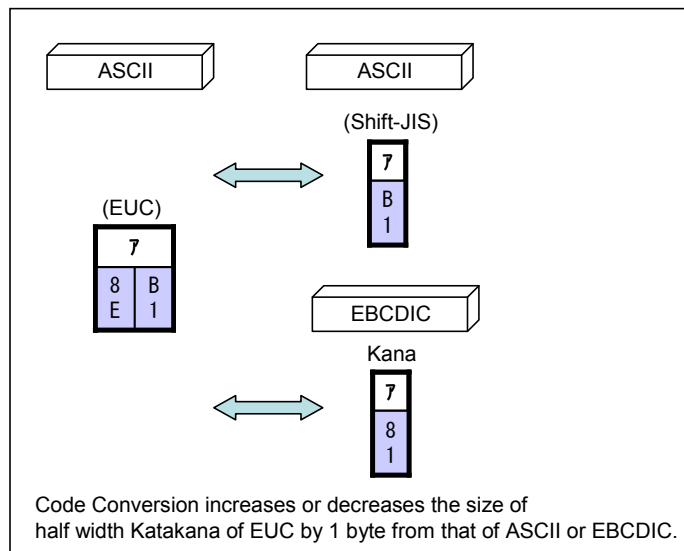 ASCII
ASCII
(Shift-JIS)
ｱ
B
1
(EUC)
ｱ
8 B
E 1
EBCDIC
Kana
ｱ
8
1
Code Conversion increases or decreases the size of
half width Katakana of EUC by 1 byte from that of ASCII or EBCDIC.